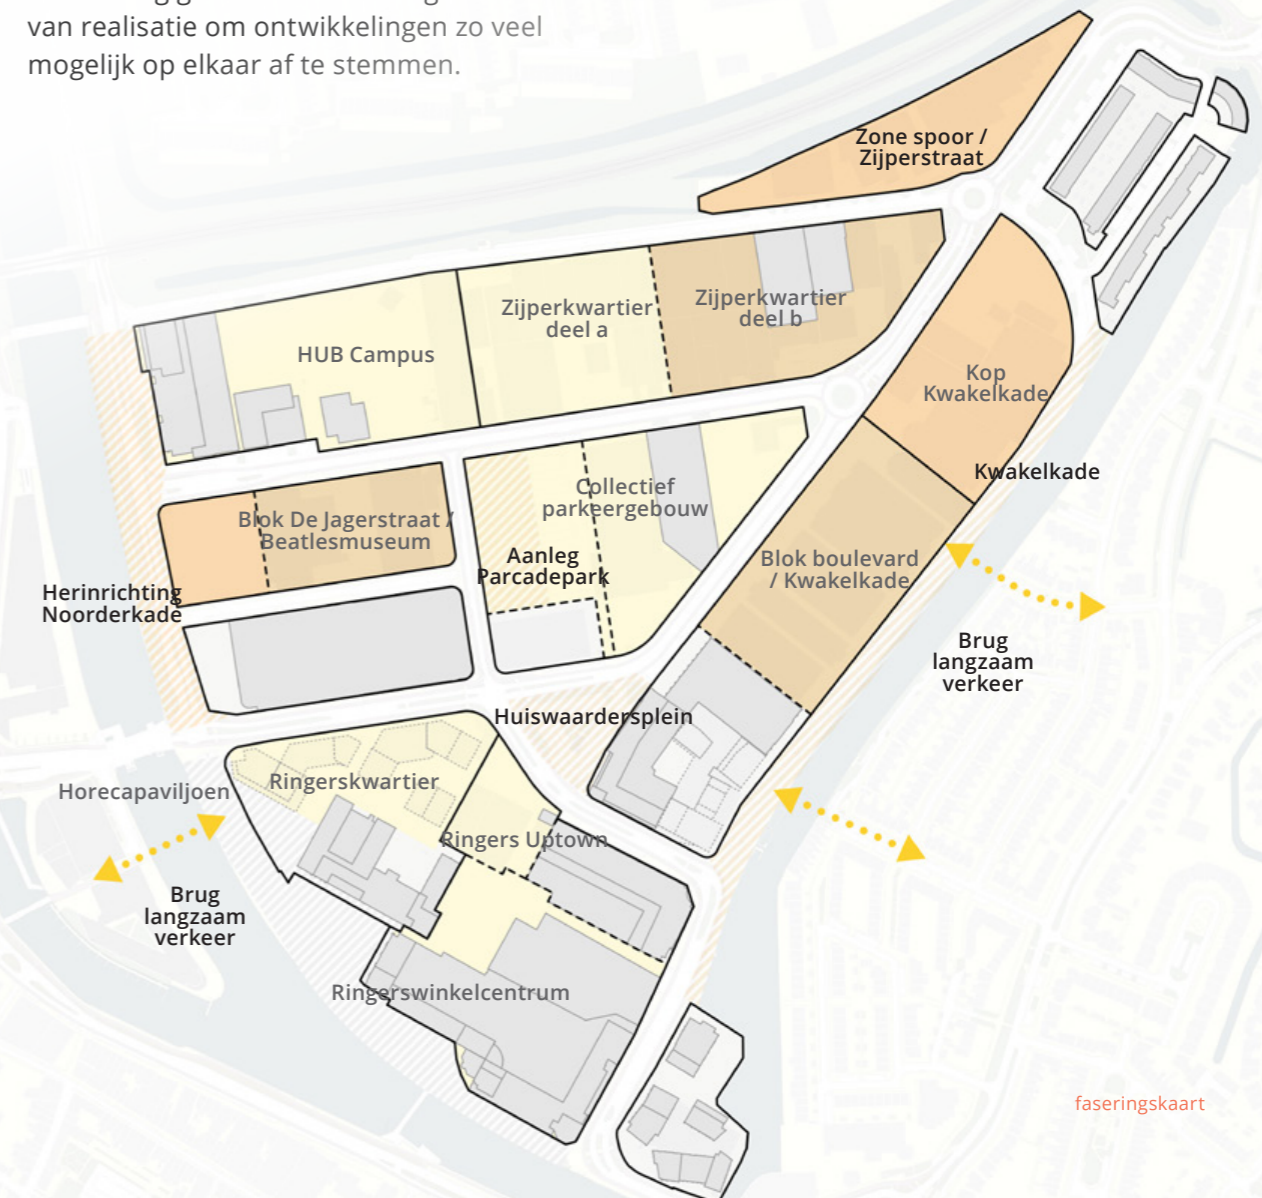 van realisatie om ontwikkelingen zo veel
mogelijk op elkaar af te stemmen.
Zone spoor /
Zijperstraat
Zijperkwartier
deel a
Zijperkwartier
deel b
HUB Campus
Kop
Kwakelkade
Kwakelkade
Collectief
parkeergebouw
Blok De Jagerstraat /
Beatlesmuseum
Aanleg
Parcadepark
Blok boulevard
/ Kwakelkade
Herinrichting
Noorderkade
Brug
langzaam
verkeer
Huiswaardersplein
Ringerskwartier
Horecapaviljoen
Ringers Uptown
Brug
langzaam
verkeer
Ringerswinkelcentrum
faseringskaart